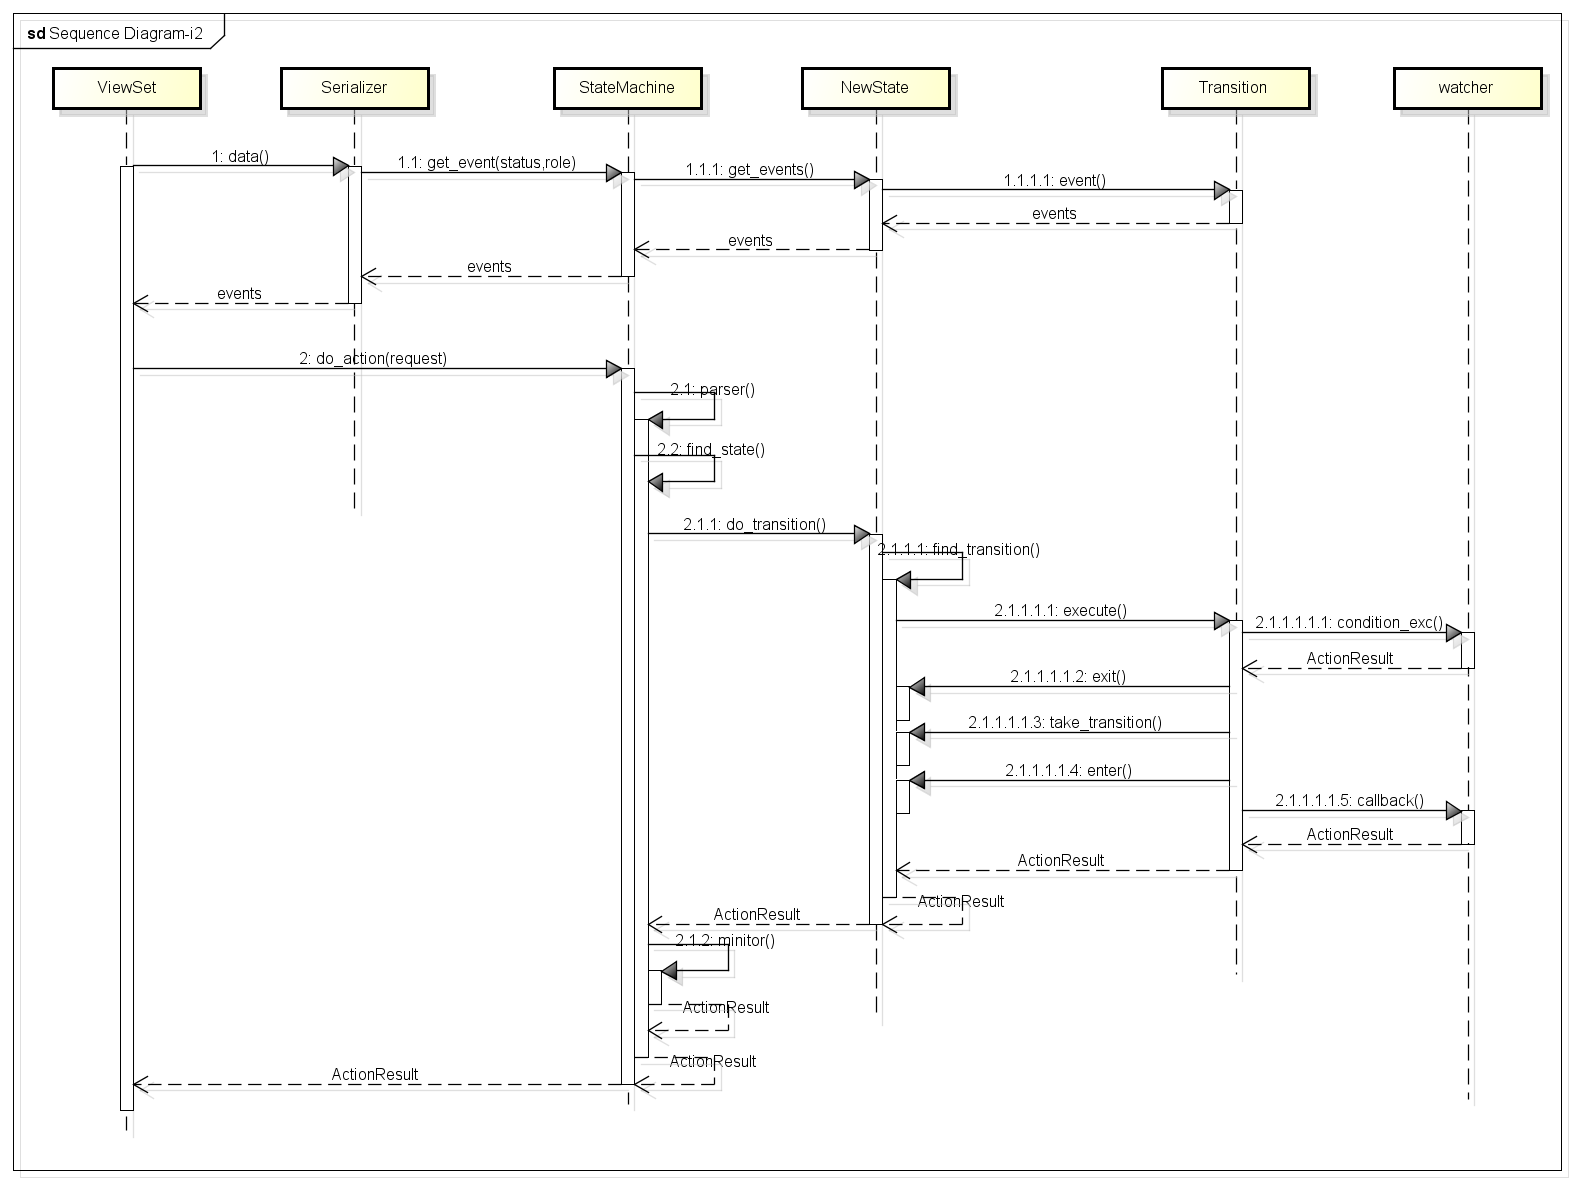 sd Sequence Diagram-i2
ViewSet
Serializer
StateMachine
NewState
Transition
watcher
1: data()
1.1: get_event(status,role)
1.1.1: get_events()
1.1.1.1: event()
events
events
events
events
2: do_action(request)
2.1: parser()
2.2: find_state()
2.1.1: do_transition()
2.1.1.1: find_transition()
2.1.1.1.1: execute()
2.1.1.1.1.1: condition_exc()
ActionResult
2.1.1.1.1.2: exit()
2.1.1.1.1.3: take_transition()
2.1.1.1.1.4: enter()
2.1.1.1.1.5: callback()
ActionResult
ActionResult
ActionResult
ActionResult
2.1.2: minitor()
ActionResult
ActionResult
ActionResult